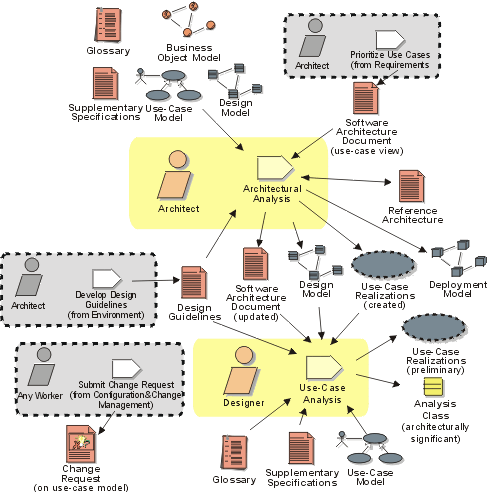 Glossary
Business
Object Model
Supplementary
Specifications
Use-Case
Model
Design
Model
Architect
Prioritize Use Cases
(from Requirements
Software
Architecture
Document
(use-case view)
Architect
Architectural
Analysis
Reference
Architecture
Architect
Develop Design
Guidelines
(from Environment)
Design
Guidelines
Software
Architecture
Document
(updated)
Design
Model
Use-Case
Realizations
(created)
Deployment
Model
Any Worker
Submit Change Request
(from Configuration&Change
Management)
Change
Request
(on use-case model)
Designer
Use-Case
Analysis
Use-Case
Realizations
(preliminary)
Analysis
Class
(architecturally
significant)
Glossary
Supplementary
Specifications
Use-Case
Model